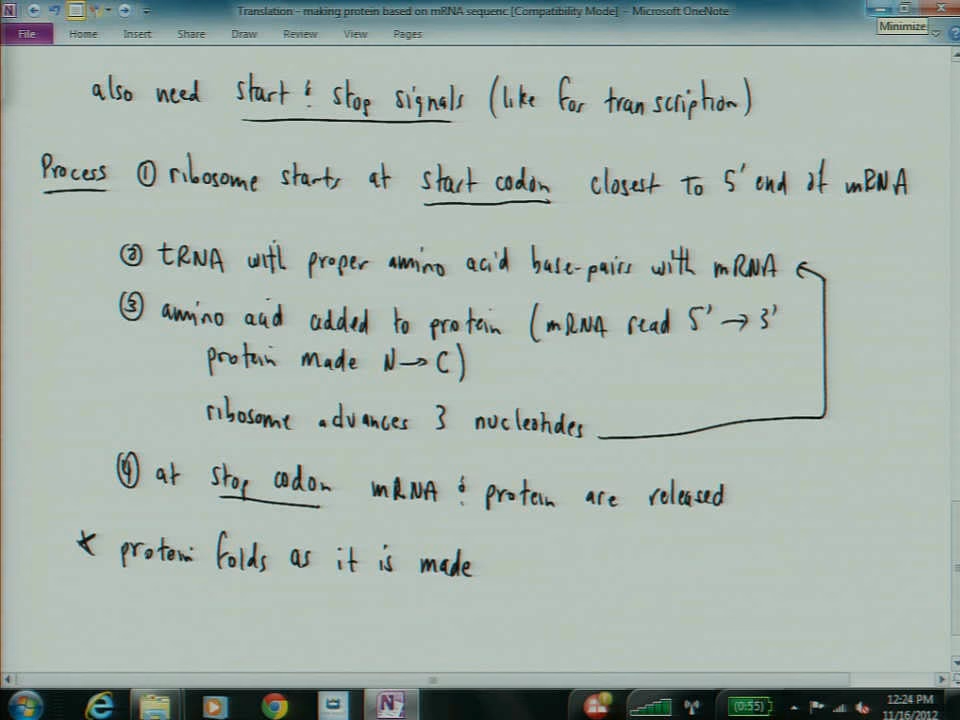 Translation - making protein based on mRNA sequenc [Compatibility Mode] - Microsoft OneNote
Minimize
File Home Insert Share Draw Review View Pages
also need start & stop signals (like for transcription)
Process ① ribosome starts at start codon closest to 5' end of mRNA
② tRNA with proper amino acid base-pairs with mRNA
③ amino acid added to protein (mRNA read 5' → 3'
protein made N → C)
ribosome advances 3 nucleotides
④ at stop codon mRNA & protein are released
* protein folds as it is made
(0:55)
12:24 PM
11/16/2012